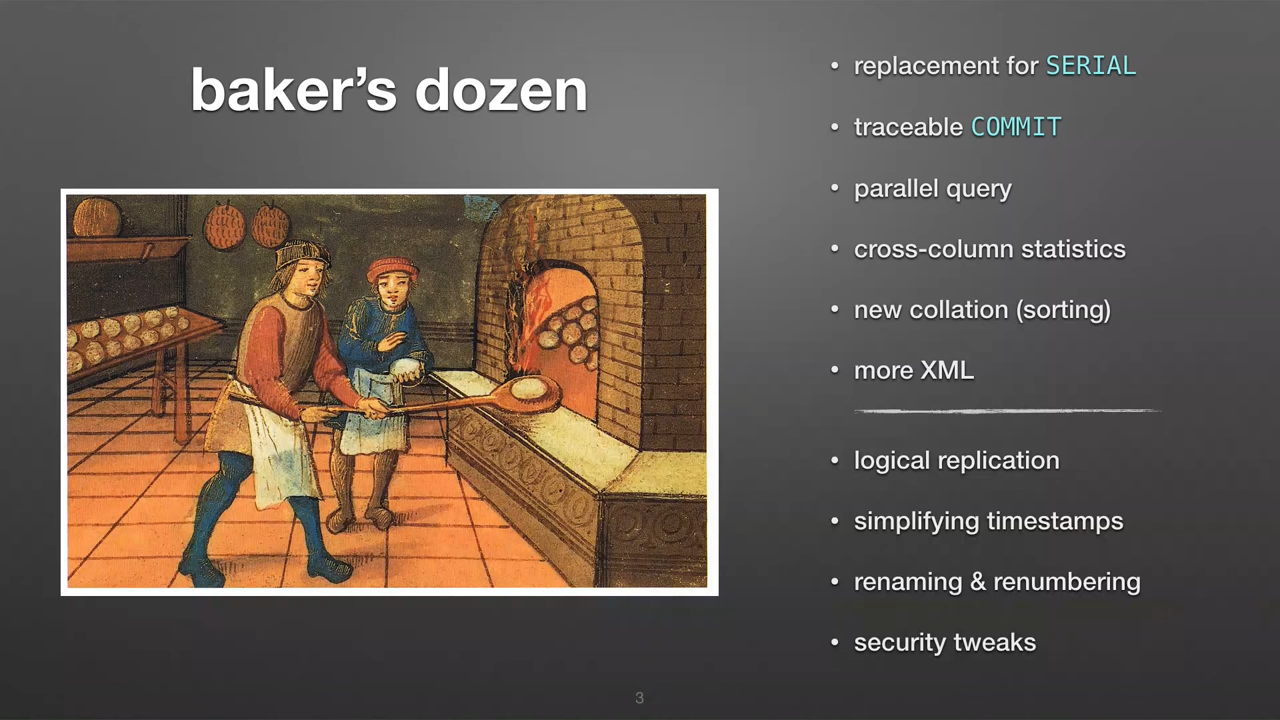 baker’s dozen
• replacement for SERIAL
• traceable COMMIT
• parallel query
• cross-column statistics
• new collation (sorting)
• more XML
• logical replication
• simplifying timestamps
• renaming & renumbering
• security tweaks
3